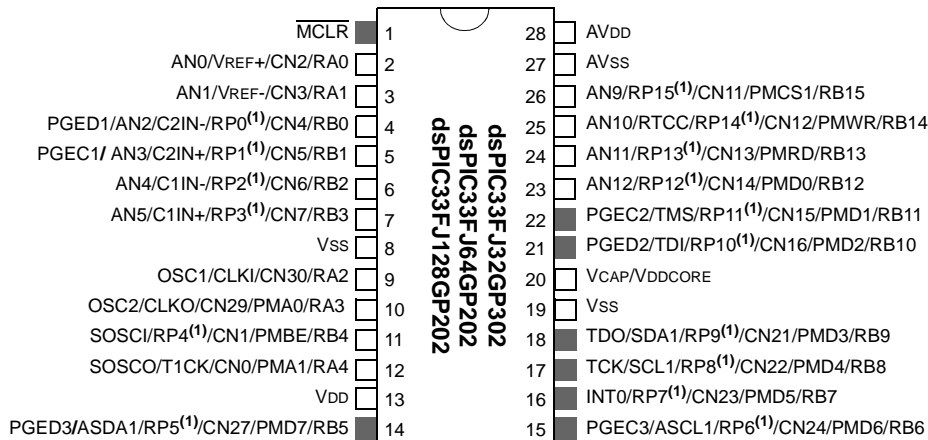 MCLR 1
AN0/VREF+/CN2/RA0 2
AN1/VREF-/CN3/RA1 3
PGED1/AN2/C2IN-/RP0(1)/CN4/RB0 4
PGEC1/ AN3/C2IN+/RP1(1)/CN5/RB1 5
AN4/C1IN-/RP2(1)/CN6/RB2 6
AN5/C1IN+/RP3(1)/CN7/RB3 7
VSS 8
OSC1/CLKI/CN30/RA2 9
OSC2/CLKO/CN29/PMA0/RA3 10
SOSCI/RP4(1)/CN1/PMBE/RB4 11
SOSCO/T1CK/CN0/PMA1/RA4 12
VDD 13
PGED3/ASDA1/RP5(1)/CN27/PMD7/RB5 14
dsPIC33FJ32GP302
dsPIC33FJ64GP202
dsPIC33FJ128GP202
28 AVDD
27 AVSS
26 AN9/RP15(1)/CN11/PMCS1/RB15
25 AN10/RTCC/RP14(1)/CN12/PMWR/RB14
24 AN11/RP13(1)/CN13/PMRD/RB13
23 AN12/RP12(1)/CN14/PMD0/RB12
22 PGEC2/TMS/RP11(1)/CN15/PMD1/RB11
21 PGED2/TDI/RP10(1)/CN16/PMD2/RB10
20 VCAP/VDDCORE
19 VSS
18 TDO/SDA1/RP9(1)/CN21/PMD3/RB9
17 TCK/SCL1/RP8(1)/CN22/PMD4/RB8
16 INT0/RP7(1)/CN23/PMD5/RB7
15 PGEC3/ASCL1/RP6(1)/CN24/PMD6/RB6